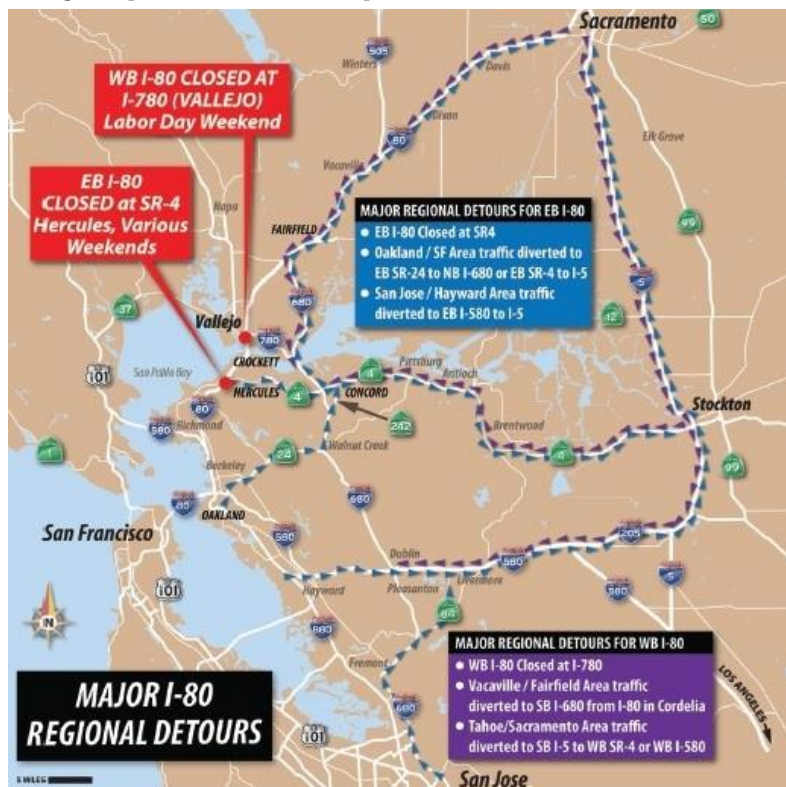 Sacramento
50
505
Winters
Davis
WB I-80 CLOSED AT
I-780 (VALLEJO)
Labor Day Weekend
Dixon
80
Elk Grove
Vacaville
EB I-80
CLOSED at SR-4
Hercules, Various
Weekends
Napa
99
MAJOR REGIONAL DETOURS FOR EB I-80
EB I-80 Closed at SR4
Oakland / SF Area traffic diverted to
EB SR-24 to NB I-680 or EB SR-4 to I-5
San Jose / Hayward Area traffic
diverted to EB I-580 to I-5
FAIRFIELD
5
680
37
12
Vallejo
780
CROCKETT
101
San Pablo Bay
Pittsburg
4
Antioch
HERCULES
4
CONCORD
Stockton
80
Richmond
242
Brentwood
580
Walnut Creek
1
24
4
99
Berkeley
680
OAKLAND
80
San Francisco
580
205
Dublin
580
5
Hayward
Pleasanton
Livermore
580
101
84
880
MAJOR REGIONAL DETOURS FOR WB I-80
WB I-80 Closed at I-780
Vacaville / Fairfield Area traffic
diverted to SB I-680 from I-80 in Cordelia
Tahoe/Sacramento Area traffic
diverted to SB I-5 to WB SR-4 or WB I-580
N
Fremont
LOS ANGELES
MAJOR I-80
REGIONAL DETOURS
680
101
5 MILES
San Jose